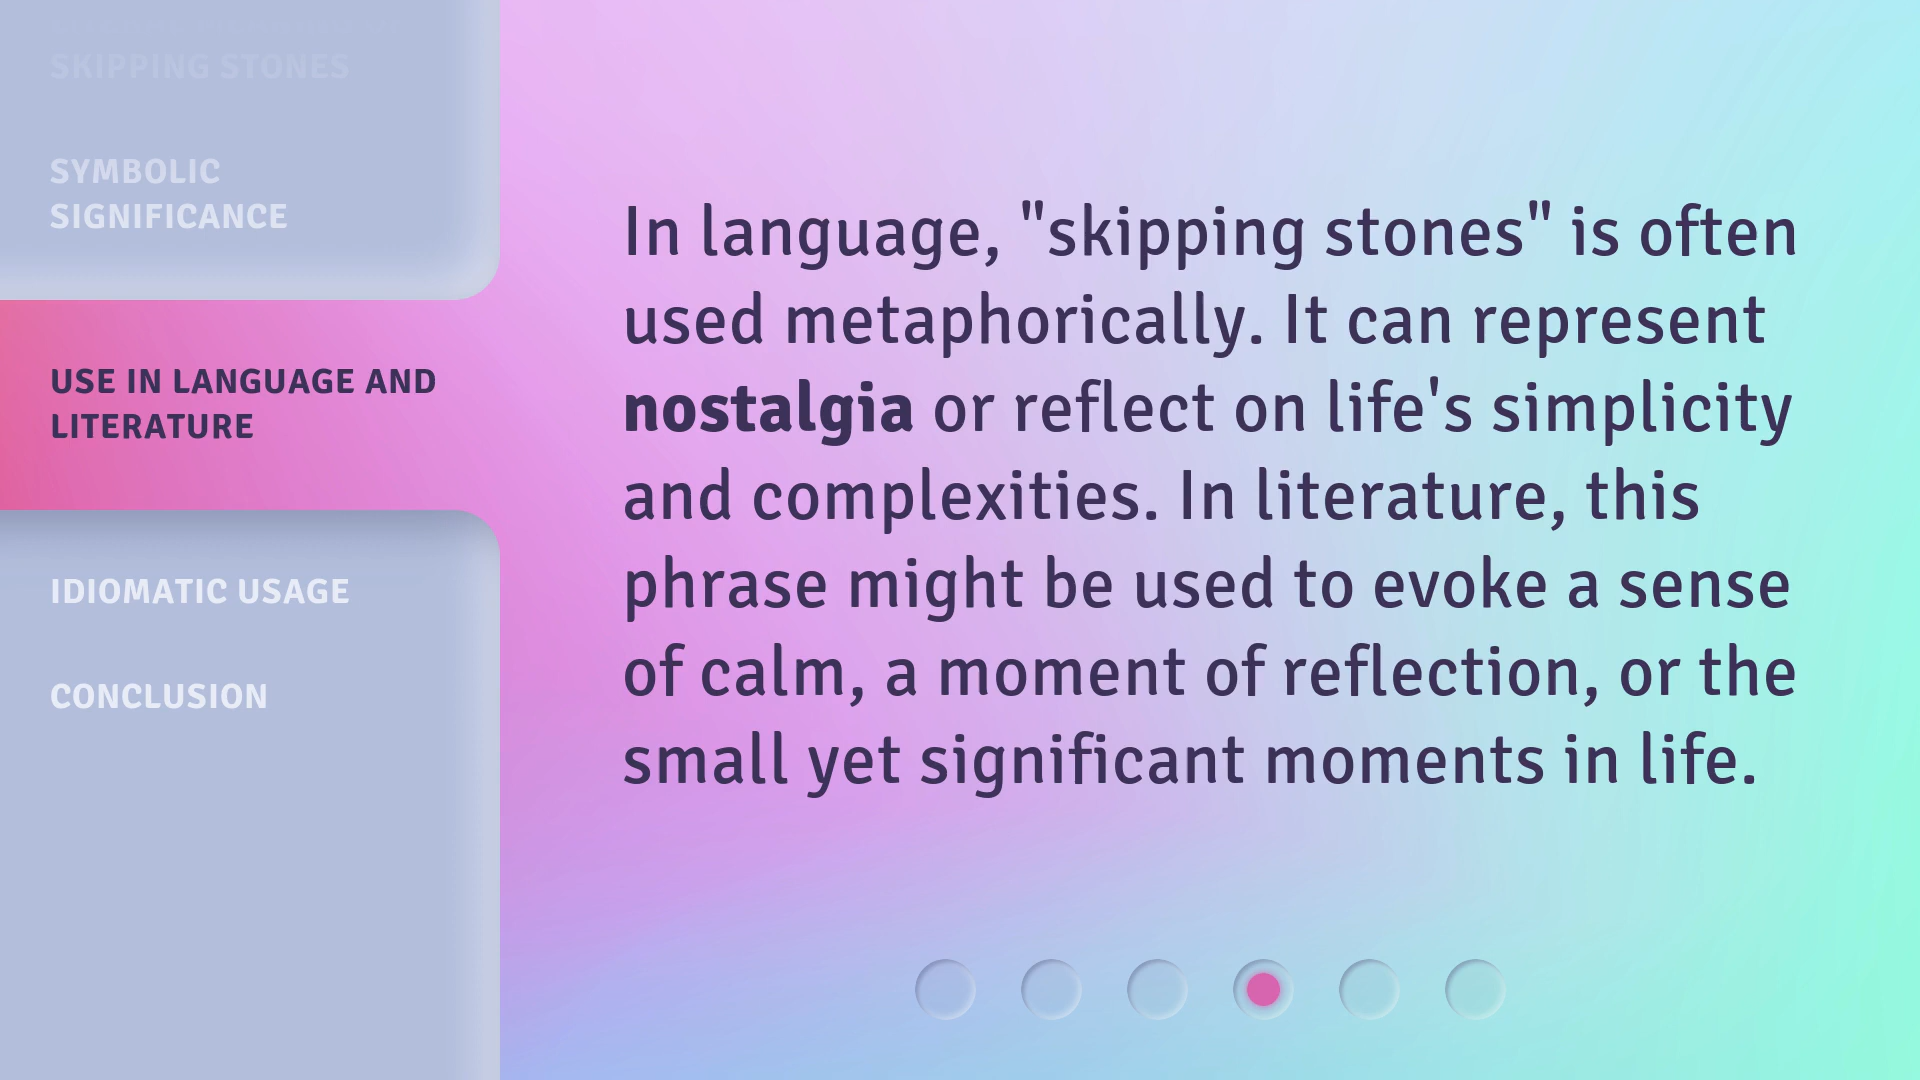 SKIPPING STONES
SYMBOLIC
SIGNIFICANCE
USE IN LANGUAGE AND
LITERATURE
IDIOMATIC USAGE
CONCLUSION
In language, "skipping stones" is often
used metaphorically. It can represent
nostalgia or reflect on life's simplicity
and complexities. In literature, this
phrase might be used to evoke a sense
of calm, a moment of reflection, or the
small yet significant moments in life.